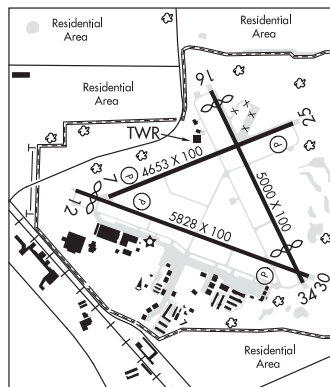 Residential
Area
Residential
Area
Residential
Area
16
25
TWR
P
P
4653 X 100
7
P
12
5000 X 100
5828 X 100
P
30
34
Residential
Area